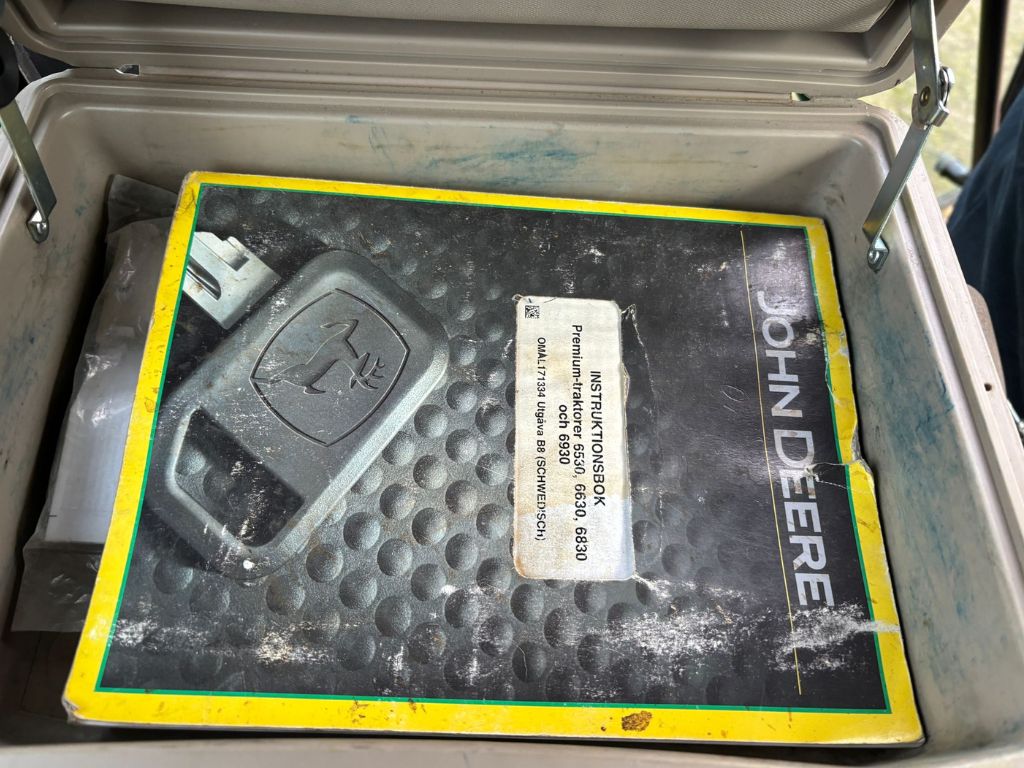 JOHN DEERE
INSTRUKTIONSBOK
Premium-traktorer 6530, 6630, 6830
och 6930
OMAL171334 Utgåva B8 (SCHWEDISCH)